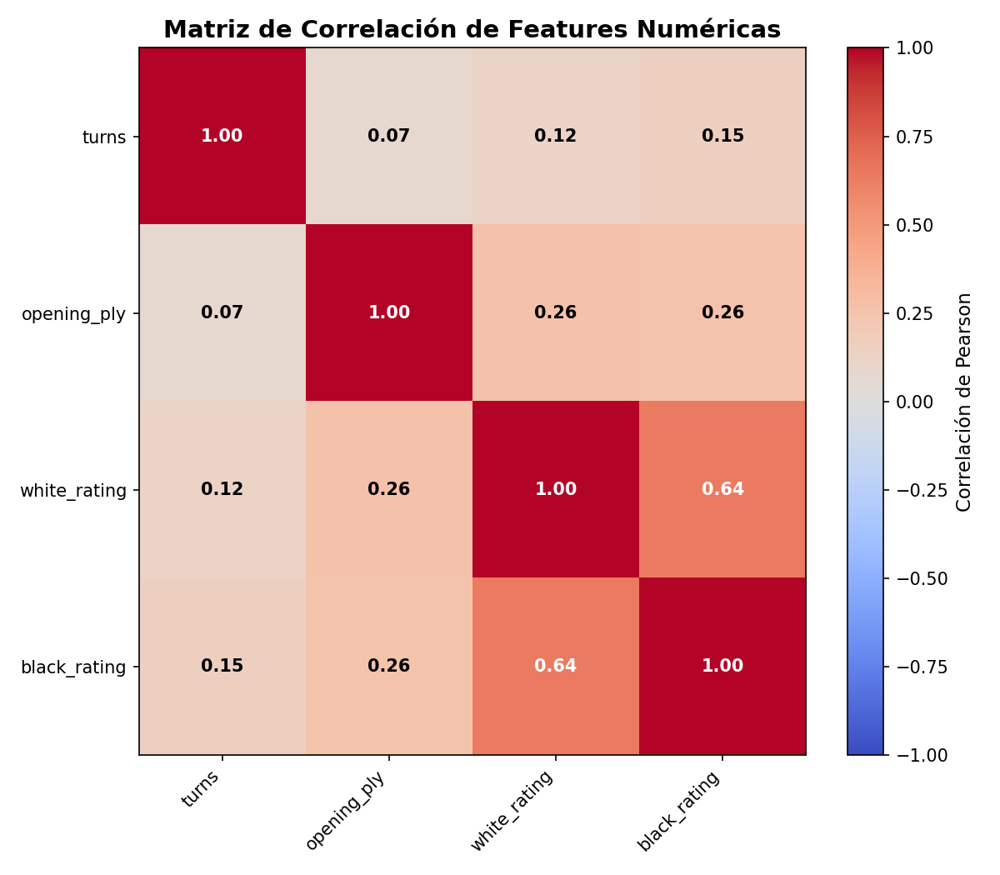 Matriz de Correlación de Features Numéricas
turns
1.00
0.07
0.12
0.15
opening_ply
0.07
1.00
0.26
0.26
white_rating
0.12
0.26
1.00
0.64
black_rating
0.15
0.26
0.64
1.00
turns
opening_ply
white_rating
black_rating
1.00
0.75
0.50
0.25
0.00
−0.25
−0.50
−0.75
−1.00
Correlación de Pearson